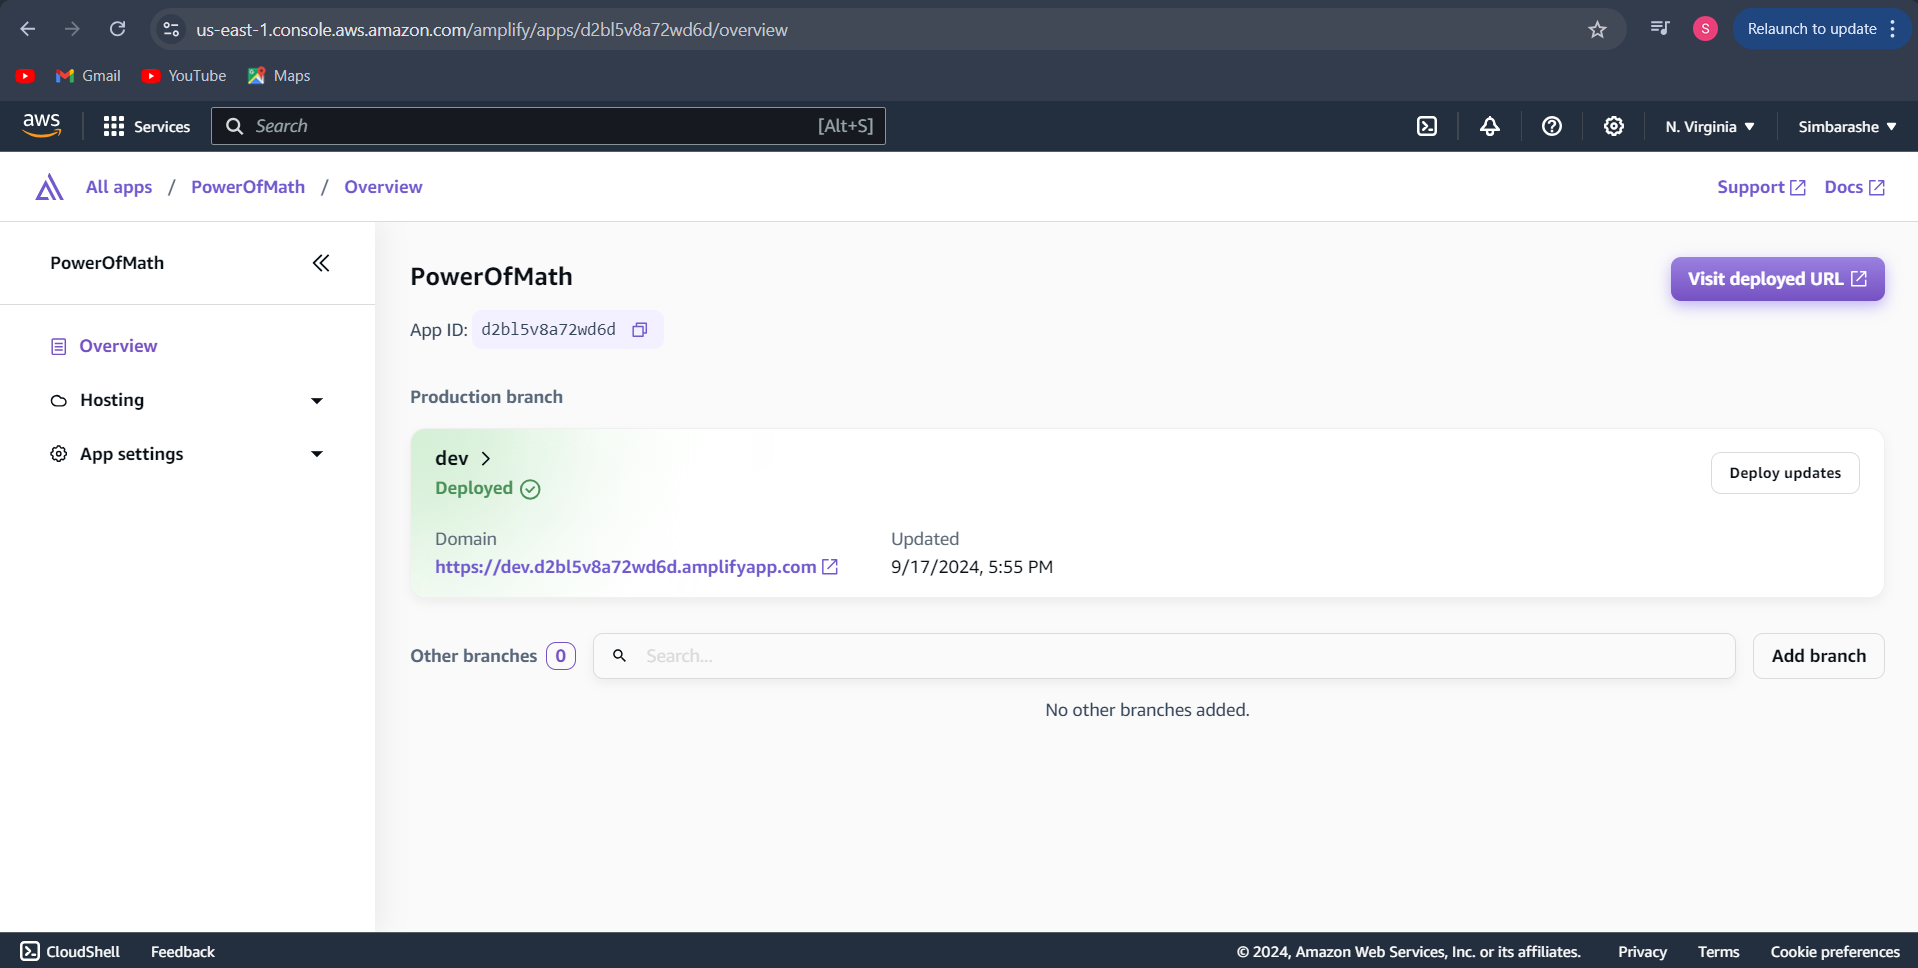 us-east-1.console.aws.amazon.com/amplify/apps/d2bl5v8a72wd6d/overview
S
Relaunch to update
Gmail
YouTube
Maps
aws
Services
Search
[Alt+S]
N. Virginia
Simbarashe
All apps / PowerOfMath / Overview
Support
Docs
PowerOfMath
Overview
Hosting
App settings
PowerOfMath
Visit deployed URL
App ID: d2bl5v8a72wd6d
Production branch
dev
Deployed
Deploy updates
Domain
https://dev.d2bl5v8a72wd6d.amplifyapp.com
Updated
9/17/2024, 5:55 PM
Other branches 0
Search...
Add branch
No other branches added.
CloudShell
Feedback
© 2024, Amazon Web Services, Inc. or its affiliates.
Privacy
Terms
Cookie preferences